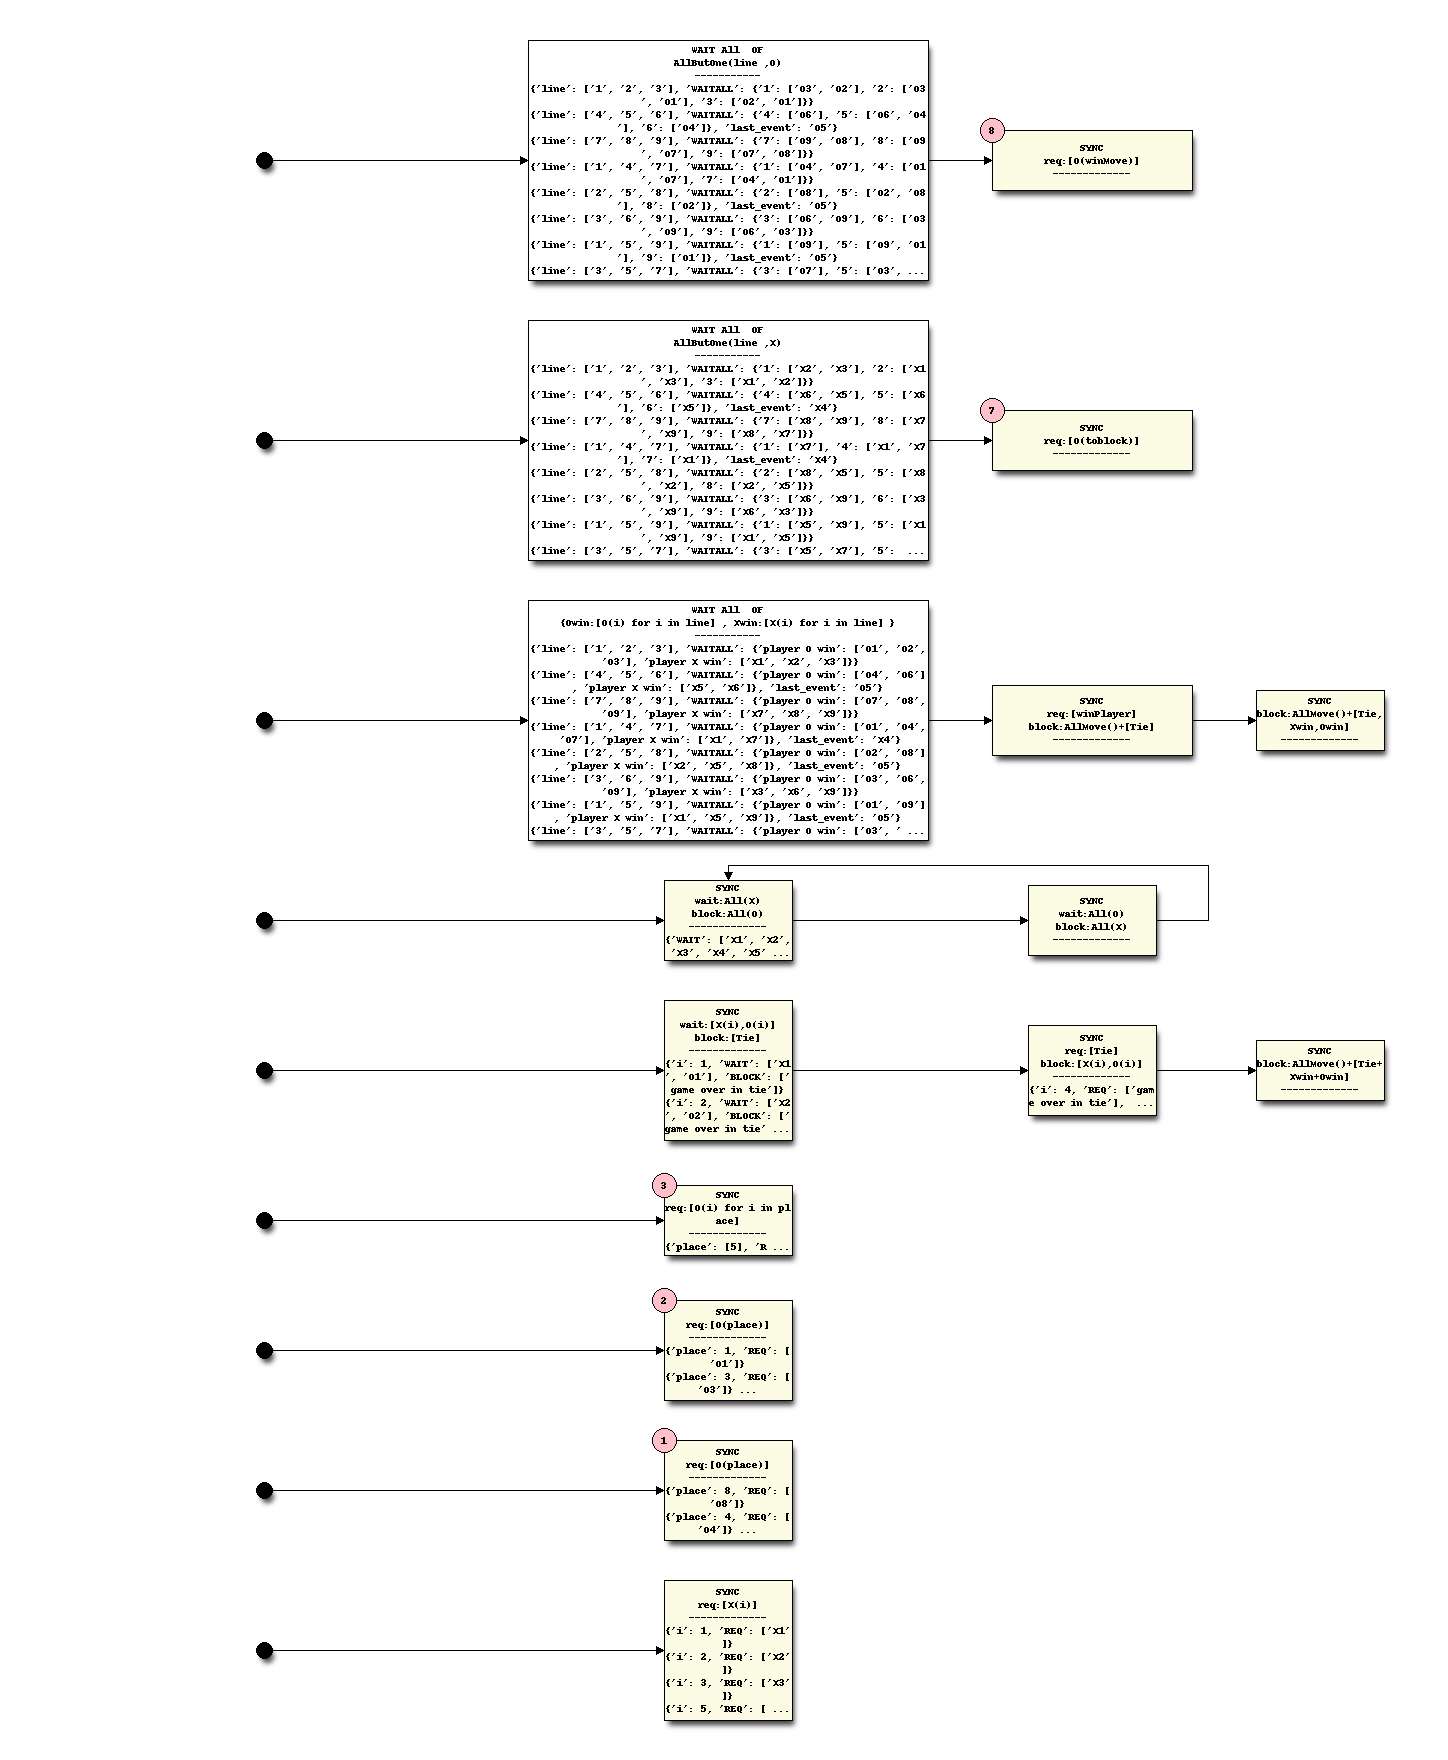 WAIT All OF
AllButOne(line ,O)
-----------
{'line': ['1', '2', '3'], 'WAITALL': {'1': ['O3', 'O2'], '2': ['O3
', 'O1'], '3': ['O2', 'O1']}}
{'line': ['4', '5', '6'], 'WAITALL': {'4': ['O6'], '5': ['O6', 'O4
'], '6': ['O4']}, 'last_event': 'O5'}
{'line': ['7', '8', '9'], 'WAITALL': {'7': ['O9', 'O8'], '8': ['O9
', 'O7'], '9': ['O7', 'O8']}}
{'line': ['1', '4', '7'], 'WAITALL': {'1': ['O4', 'O7'], '4': ['O1
', 'O7'], '7': ['O4', 'O1']}}
{'line': ['2', '5', '8'], 'WAITALL': {'2': ['O8'], '5': ['O2', 'O8
'], '8': ['O2']}, 'last_event': 'O5'}
{'line': ['3', '6', '9'], 'WAITALL': {'3': ['O6', 'O9'], '6': ['O3
', 'O9'], '9': ['O6', 'O3']}}
{'line': ['1', '5', '9'], 'WAITALL': {'1': ['O9'], '5': ['O9', 'O1
'], '9': ['O1']}, 'last_event': 'O5'}
{'line': ['3', '5', '7'], 'WAITALL': {'3': ['O7'], '5': ['O3', ...
8
SYNC
req:[O(winMove)]
-------------
WAIT All OF
AllButOne(line ,X)
-----------
{'line': ['1', '2', '3'], 'WAITALL': {'1': ['X2', 'X3'], '2': ['X1
', 'X3'], '3': ['X1', 'X2']}}
{'line': ['4', '5', '6'], 'WAITALL': {'4': ['X6', 'X5'], '5': ['X6
'], '6': ['X5']}, 'last_event': 'X4'}
{'line': ['7', '8', '9'], 'WAITALL': {'7': ['X8', 'X9'], '8': ['X7
', 'X9'], '9': ['X8', 'X7']}}
{'line': ['1', '4', '7'], 'WAITALL': {'1': ['X7'], '4': ['X1', 'X7
'], '7': ['X1']}, 'last_event': 'X4'}
{'line': ['2', '5', '8'], 'WAITALL': {'2': ['X8', 'X5'], '5': ['X8
', 'X2'], '8': ['X2', 'X5']}}
{'line': ['3', '6', '9'], 'WAITALL': {'3': ['X6', 'X9'], '6': ['X3
', 'X9'], '9': ['X6', 'X3']}}
{'line': ['1', '5', '9'], 'WAITALL': {'1': ['X5', 'X9'], '5': ['X1
', 'X9'], '9': ['X1', 'X5']}}
{'line': ['3', '5', '7'], 'WAITALL': {'3': ['X5', 'X7'], '5': ...
7
SYNC
req:[O(toblock)]
-------------
WAIT All OF
{Owin:[O(i) for i in line] , Xwin:[X(i) for i in line] }
-----------
{'line': ['1', '2', '3'], 'WAITALL': {'player O win': ['O1', 'O2',
'O3'], 'player X win': ['X1', 'X2', 'X3']}}
{'line': ['4', '5', '6'], 'WAITALL': {'player O win': ['O4', 'O6']
, 'player X win': ['X5', 'X6']}, 'last_event': 'O5'}
{'line': ['7', '8', '9'], 'WAITALL': {'player O win': ['O7', 'O8',
'O9'], 'player X win': ['X7', 'X8', 'X9']}}
{'line': ['1', '4', '7'], 'WAITALL': {'player O win': ['O1', 'O4',
'O7'], 'player X win': ['X1', 'X7']}, 'last_event': 'X4'}
{'line': ['2', '5', '8'], 'WAITALL': {'player O win': ['O2', 'O8']
, 'player X win': ['X2', 'X5', 'X8']}, 'last_event': 'O5'}
{'line': ['3', '6', '9'], 'WAITALL': {'player O win': ['O3', 'O6',
'O9'], 'player X win': ['X3', 'X6', 'X9']}}
{'line': ['1', '5', '9'], 'WAITALL': {'player O win': ['O1', 'O9']
, 'player X win': ['X1', 'X5', 'X9']}, 'last_event': 'O5'}
{'line': ['3', '5', '7'], 'WAITALL': {'player O win': ['O3', ' ...
SYNC
req:[winPlayer]
block:AllMove()+[Tie]
-------------
SYNC
block:AllMove()+[Tie,
Xwin,Owin]
-------------
SYNC
wait:All(X)
block:All(O)
-------------
{'WAIT': ['X1', 'X2',
'X3', 'X4', 'X5' ...
SYNC
wait:All(O)
block:All(X)
-------------
SYNC
wait:[X(i),O(i)]
block:[Tie]
-------------
{'i': 1, 'WAIT': ['X1
', 'O1'], 'BLOCK': ['
game over in tie']}
{'i': 2, 'WAIT': ['X2
', 'O2'], 'BLOCK': ['
game over in tie' ...
SYNC
req:[Tie]
block:[X(i),O(i)]
-------------
{'i': 4, 'REQ': ['gam
e over in tie'], ...
SYNC
block:AllMove()+[Tie+
Xwin+Owin]
-------------
3
SYNC
req:[O(i) for i in pl
ace]
-------------
{'place': [5], 'R ...
2
SYNC
req:[O(place)]
-------------
{'place': 1, 'REQ': [
'O1']}
{'place': 3, 'REQ': [
'O3']} ...
1
SYNC
req:[O(place)]
-------------
{'place': 8, 'REQ': [
'O8']}
{'place': 4, 'REQ': [
'O4']} ...
SYNC
req:[X(i)]
-------------
{'i': 1, 'REQ': ['X1'
]}
{'i': 2, 'REQ': ['X2'
]}
{'i': 3, 'REQ': ['X3'
]}
{'i': 5, 'REQ': [ ...